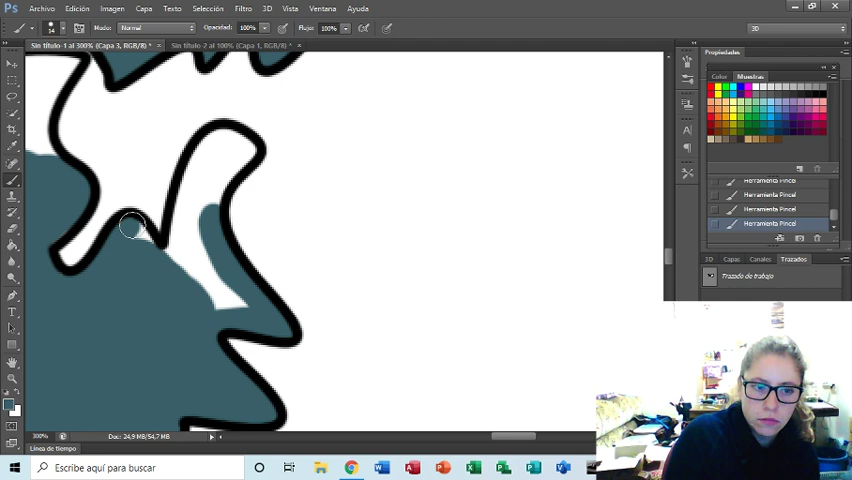 Ps Archivo Edición Imagen Capa Texto Selección Filtro 3D Vista Ventana Ayuda
14 Modo: Normal Opacidad: 100% Flujo: 100% 3D
Sin título-1 al 300% (Capa 3, RGB/8) * × Sin título-2 al 100% (Capa 1, RGB/8) * ×
Propiedades
Color Muestras
Herramienta Pincel
Herramienta Pincel
Herramienta Pincel
Herramienta Pincel
3D Capas Canales Trazados
Trazado de trabajo
300% Doc: 24,9 MB/54,7 MB
Línea de tiempo
Escribe aquí para buscar